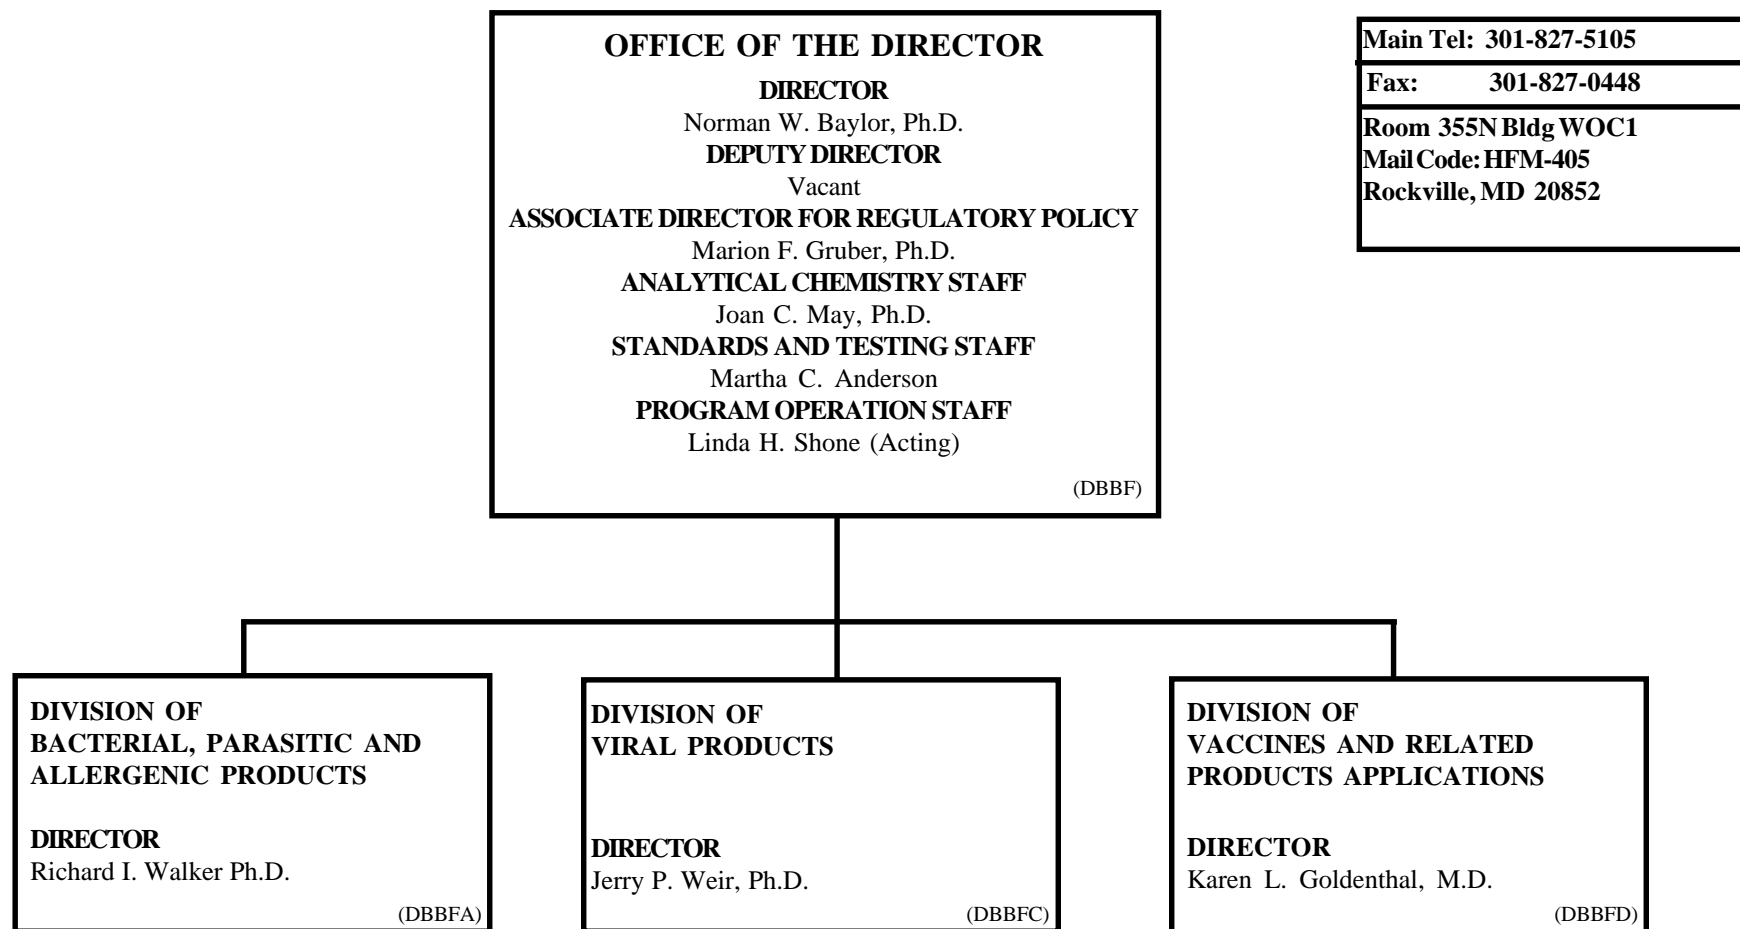 OFFICE OF THE DIRECTOR
DIRECTOR
Norman W. Baylor, Ph.D.
DEPUTY DIRECTOR
Vacant
ASSOCIATE DIRECTOR FOR REGULATORY POLICY
Marion F. Gruber, Ph.D.
ANALYTICAL CHEMISTRY STAFF
Joan C. May, Ph.D.
STANDARDS AND TESTING STAFF
Martha C. Anderson
PROGRAM OPERATION STAFF
Linda H. Shone (Acting)
(DBBF)
Main Tel: 301-827-5105
Fax: 301-827-0448
Room 355N Bldg WOC1
Mail Code: HFM-405
Rockville, MD 20852
DIVISION OF
BACTERIAL, PARASITIC AND
ALLERGENIC PRODUCTS
DIRECTOR
Richard I. Walker Ph.D.
(DBBFA)
DIVISION OF
VIRAL PRODUCTS
DIRECTOR
Jerry P. Weir, Ph.D.
(DBBFC)
DIVISION OF
VACCINES AND RELATED
PRODUCTS APPLICATIONS
DIRECTOR
Karen L. Goldenthal, M.D.
(DBBFD)